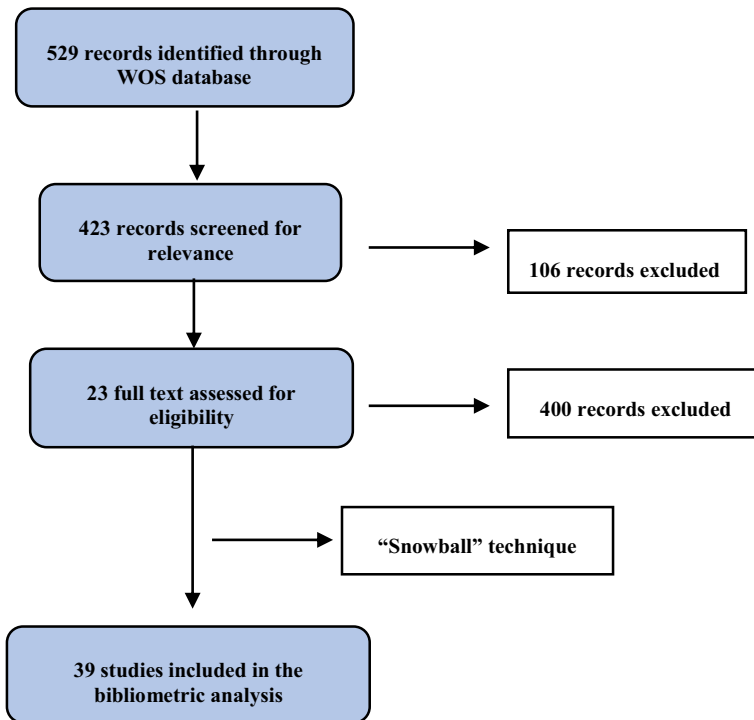 529 records identified through
WOS database
423 records screened for
relevance
106 records excluded
23 full text assessed for
eligibility
400 records excluded
“Snowball” technique
39 studies included in the
bibliometric analysis